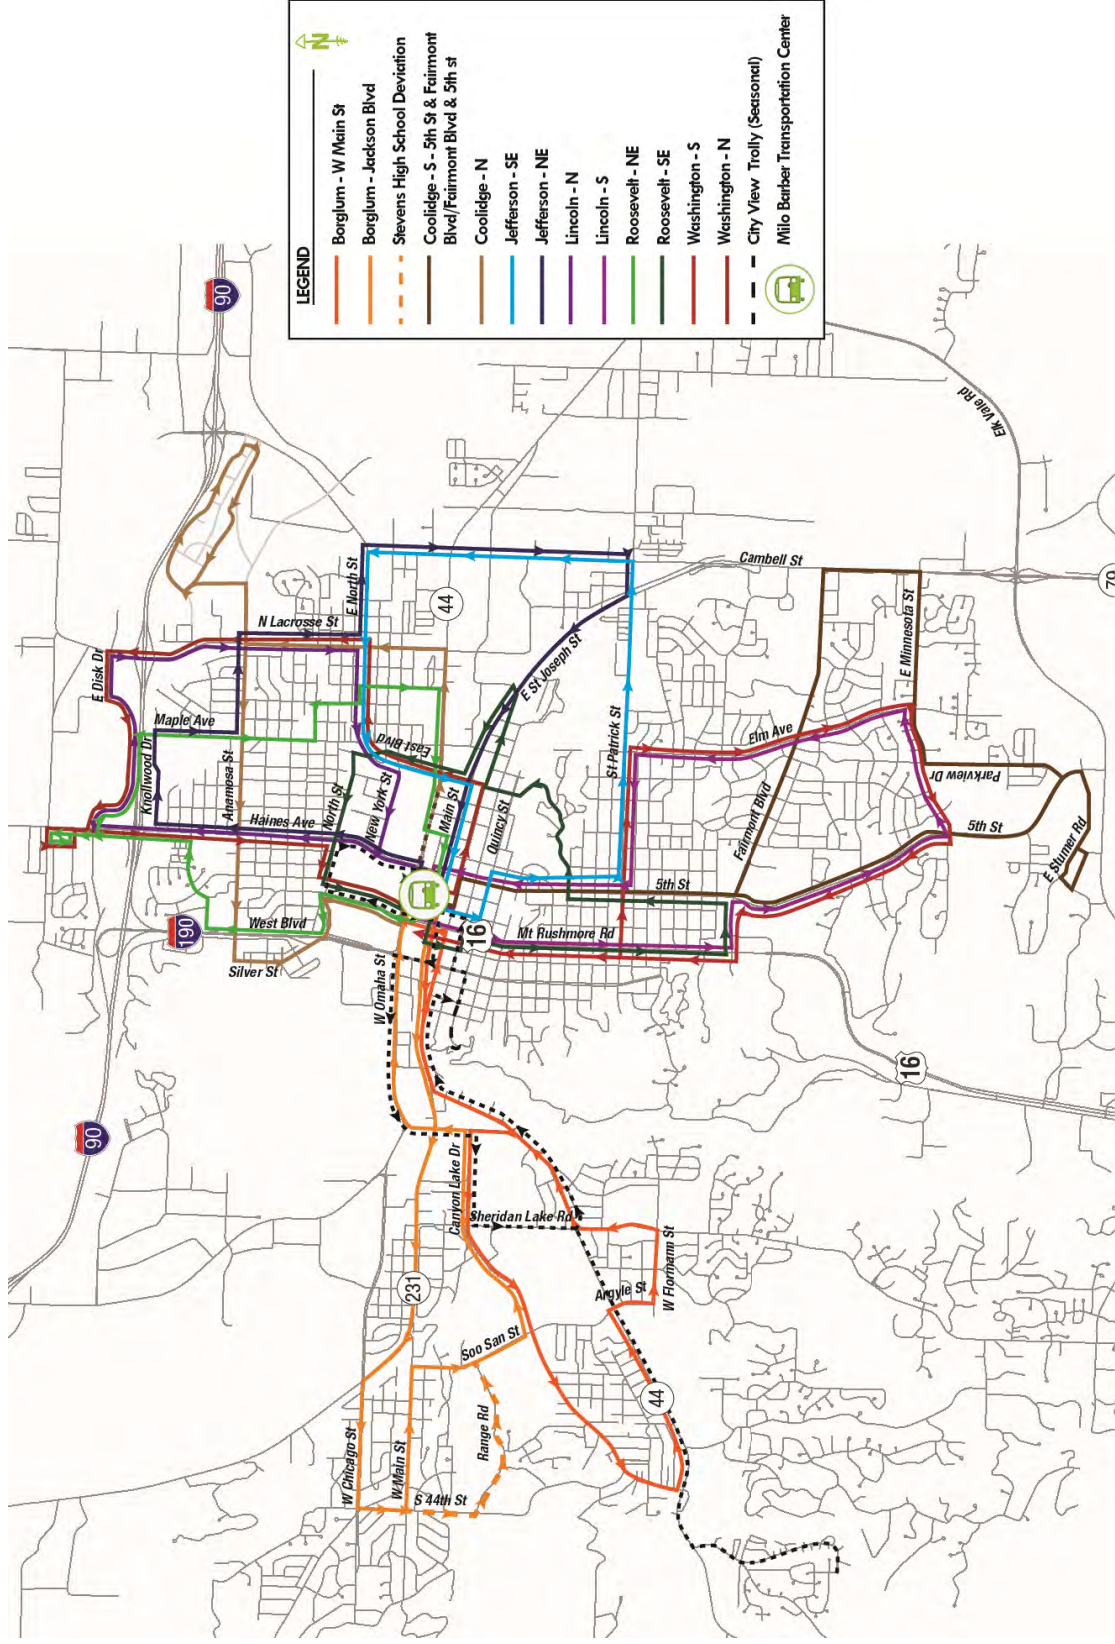 LEGEND
N
Borglum - W Main St
Borglum - Jackson Blvd
Stevens High School Deviation
Coolidge - S - 5th St & Fairmont
Blvd/Fairmont Blvd & 5th st
Coolidge - N
Jefferson - SE
Jefferson - NE
Lincoln - N
Lincoln - S
Roosevelt - NE
Roosevelt - SE
Washington - S
Washington - N
City View Trolly (Seasonal)
Milo Barber Transportation Center
90
Elk Vale Rd
79
Cambell St
E Minnesota St
E North St
44
N Lacrosse St
E St Joseph St
E Disk Dr
Maple Ave
Knollwood Dr
Anamosa St
East Blvd
St Patrick St
Elm Ave
Parkview Dr
Haines Ave
North St
New York St
Main St
Quincy St
Fairmont Blvd
5th St
5th St
E Stumer Rd
190
West Blvd
16
Mt Rushmore Rd
Silver St
W Omaha St
16
90
Canyon Lake Dr
Sheridan Lake Rd
231
Argyle St
W Flormann St
Soo San St
44
W Chicago St
W Main St
Range Rd
S 44th St